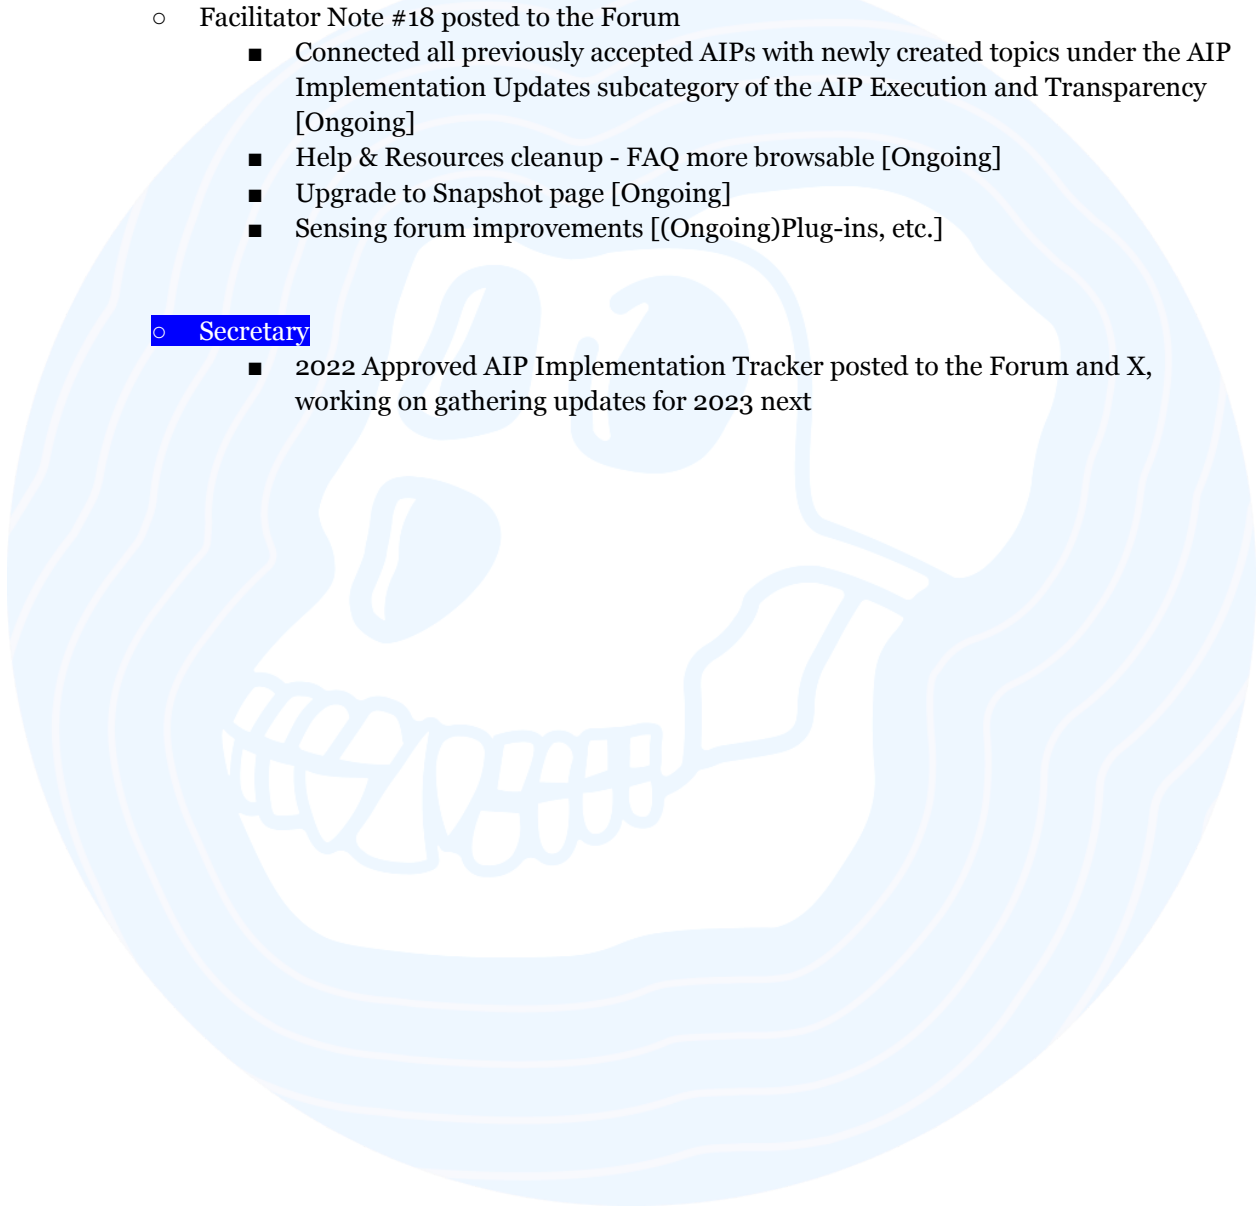 ○ Facilitator Note #18 posted to the Forum
■ Connected all previously accepted AIPs with newly created topics under the AIP
Implementation Updates subcategory of the AIP Execution and Transparency
[Ongoing]
■ Help & Resources cleanup - FAQ more browsable [Ongoing]
■ Upgrade to Snapshot page [Ongoing]
■ Sensing forum improvements [(Ongoing)Plug-ins, etc.]
○ Secretary
■ 2022 Approved AIP Implementation Tracker posted to the Forum and X,
working on gathering updates for 2023 next